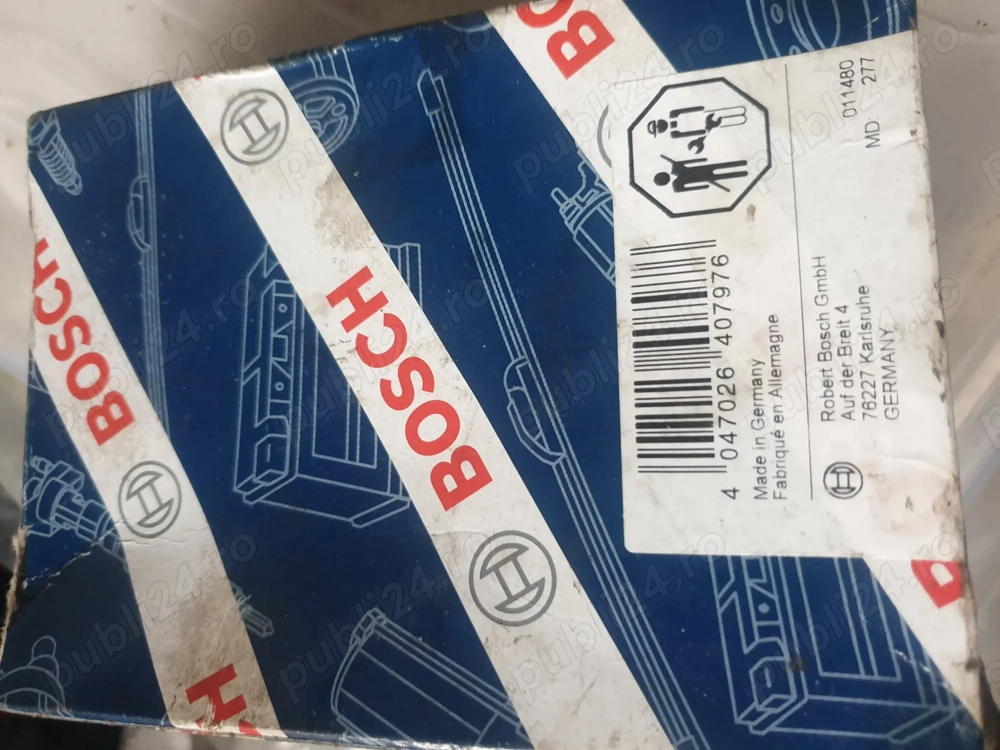 BOSCH
BOSCH
BOSCH
4 047026 407976
Made in Germany
Fabriqué en Allemagne
Robert Bosch GmbH
Auf der Breit 4
76227 Karlsruhe
GERMANY
011480
MD: 277
publi24.ro